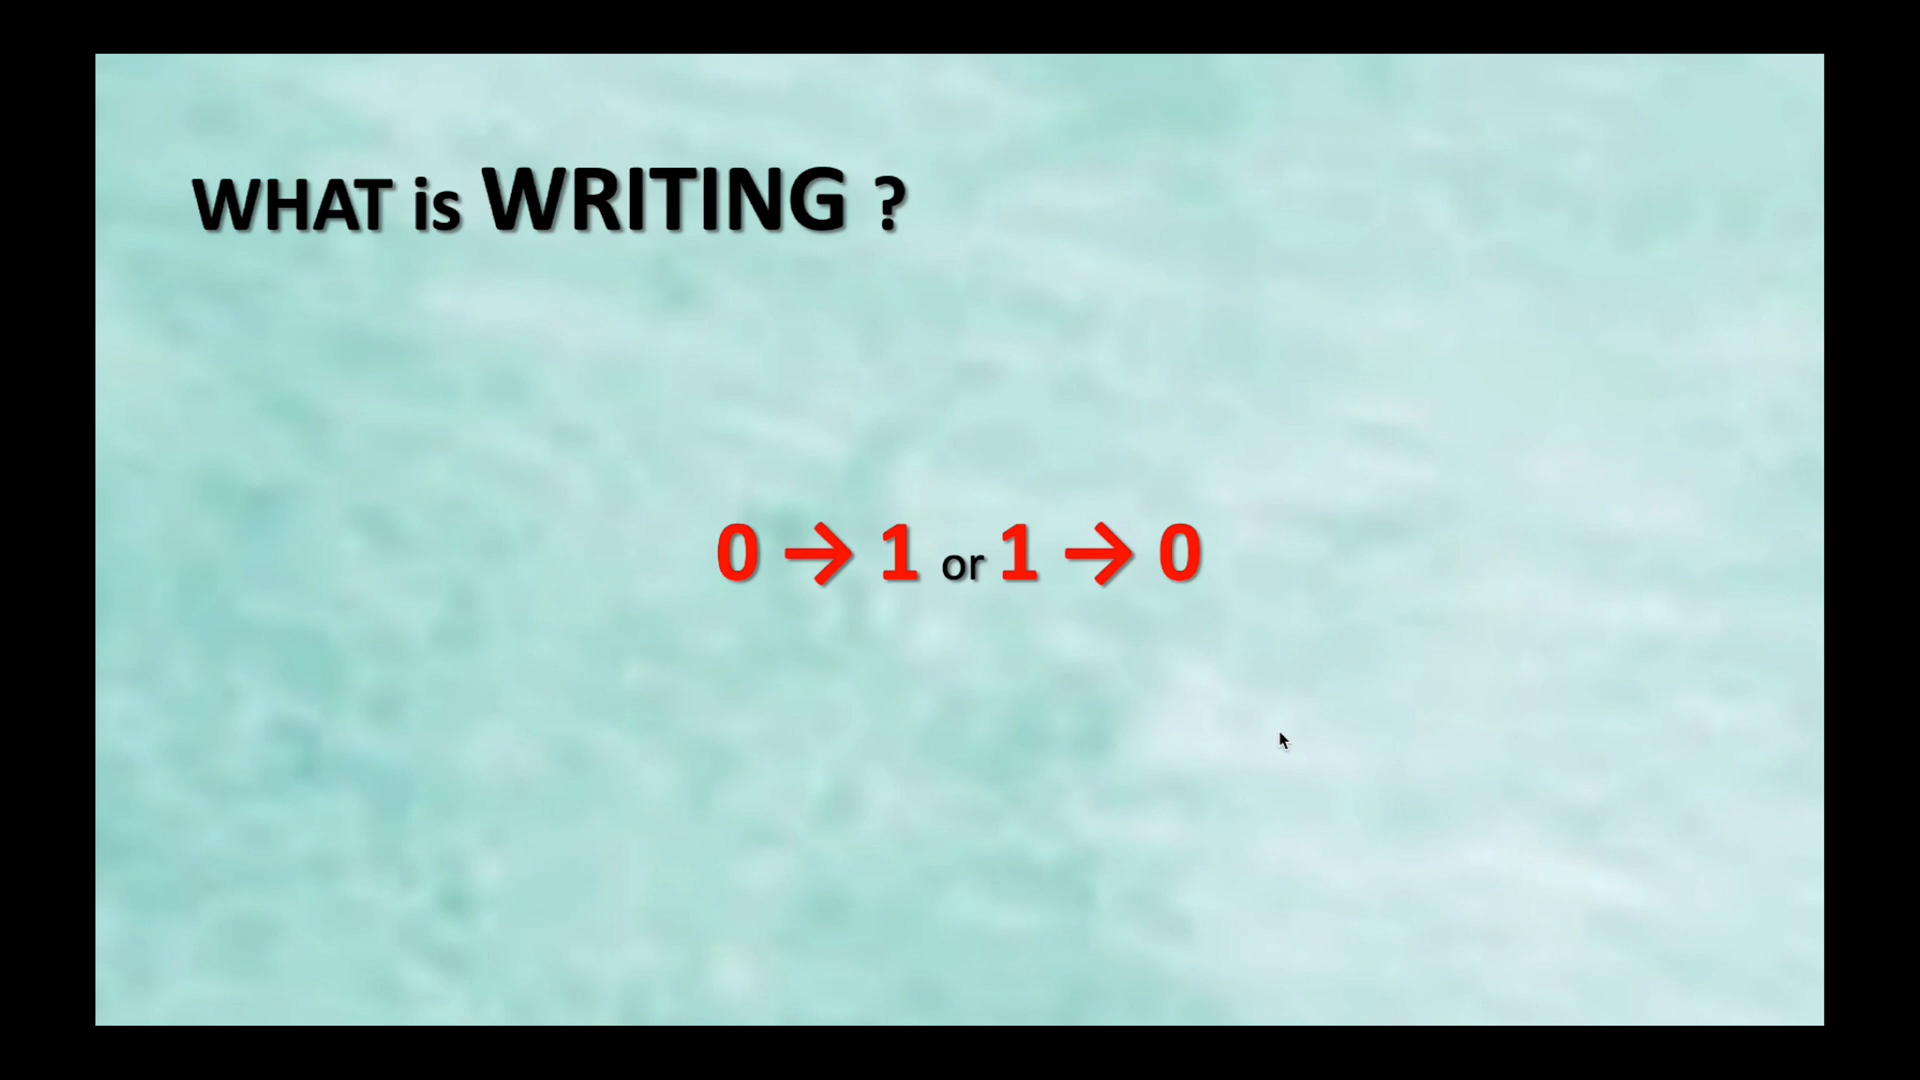 WHAT is WRITING ?
0 → 1 or 1 → 0